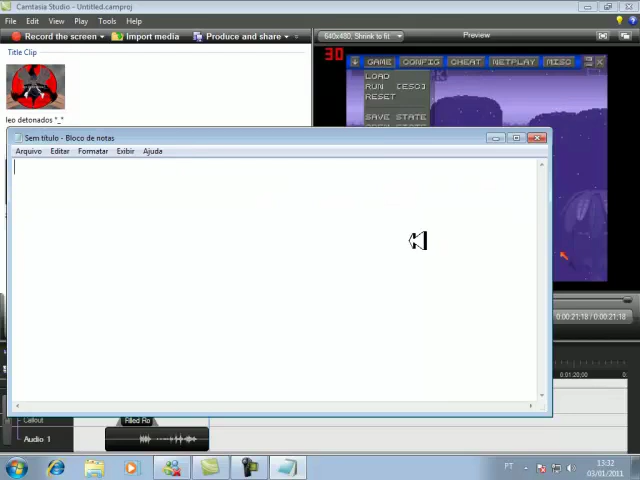 Camtasia Studio - Untitled.camproj
File Edit View Play Tools Help
Record the screen Import media Produce and share
640x480, Shrink to fit Preview
Title Clip
30
GAME CONFIG CHEAT NETPLAY MISC
LOAD
RUN [ESC]
RESET
SAVE STATE
leo detonados *_*
Sem título - Bloco de notas
Arquivo Editar Formatar Exibir Ajuda
0:00:21;18 / 0:00:21;18
0:01:20;00
Callout
Filled Ro
Audio 1
PT
13:32
03/01/2011